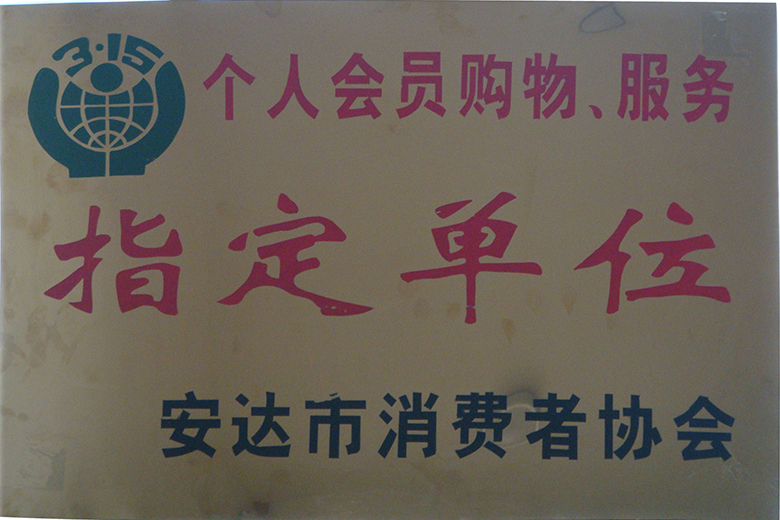 3·15
个人会员购物、服务
指定单位
安达市消费者协会